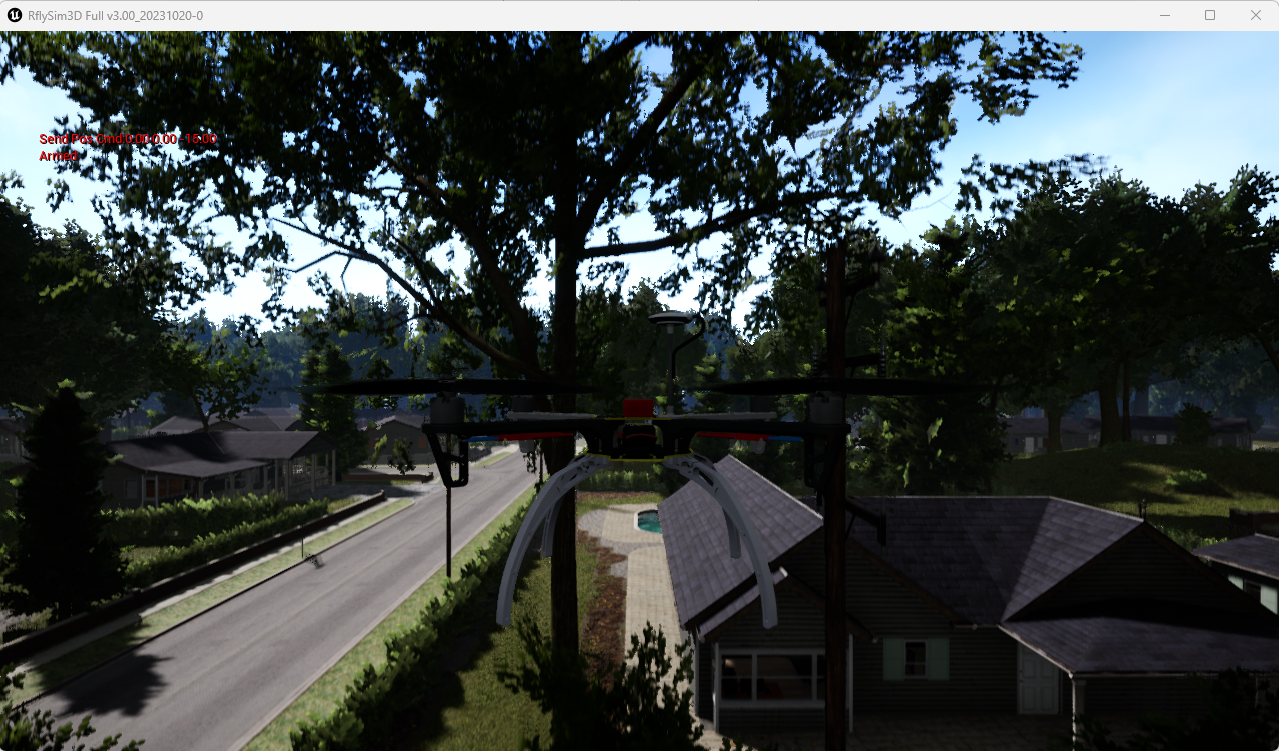 RflySim3D Full v3.00_20231020-0
Send Pos Cmd:0.00 0.00 -15.00
Armed